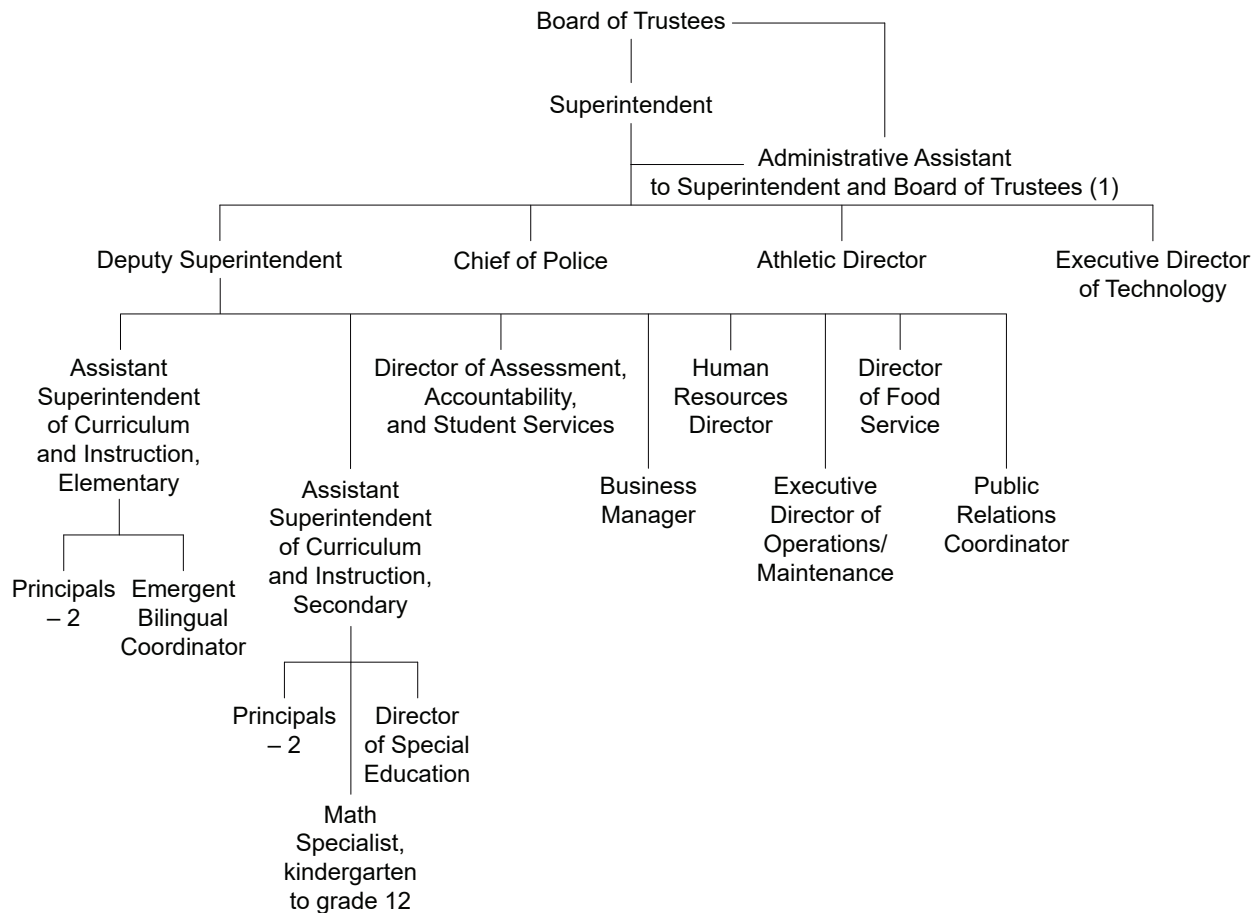 Board of Trustees
Superintendent
Administrative Assistant
to Superintendent and Board of Trustees (1)
Deputy Superintendent
Chief of Police
Athletic Director
Executive Director
of Technology
Assistant
Superintendent
of Curriculum
and Instruction,
Elementary
Director of Assessment,
Accountability,
and Student Services
Human
Resources
Director
Director
of Food
Service
Assistant
Superintendent
of Curriculum
and Instruction,
Secondary
Business
Manager
Executive
Director of
Operations/
Maintenance
Public
Relations
Coordinator
Principals
– 2
Emergent
Bilingual
Coordinator
Principals
– 2
Director
of Special
Education
Math
Specialist,
kindergarten
to grade 12